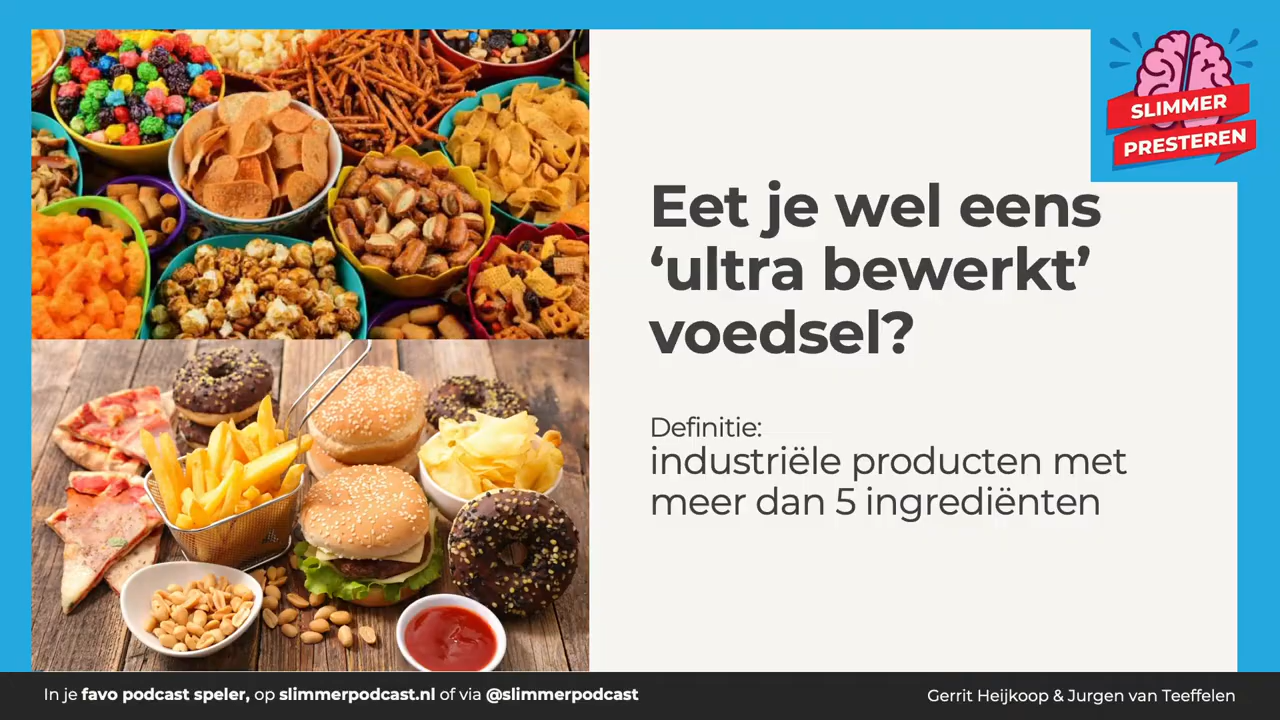 SLIMMER
PRESTEREN
Eet je wel eens
‘ultra bewerkt’
voedsel?
Definitie:
industriële producten met
meer dan 5 ingrediënten
In je favo podcast speler, op slimmerpodcast.nl of via @slimmerpodcast
Gerrit Heijkoop & Jurgen van Teeffelen